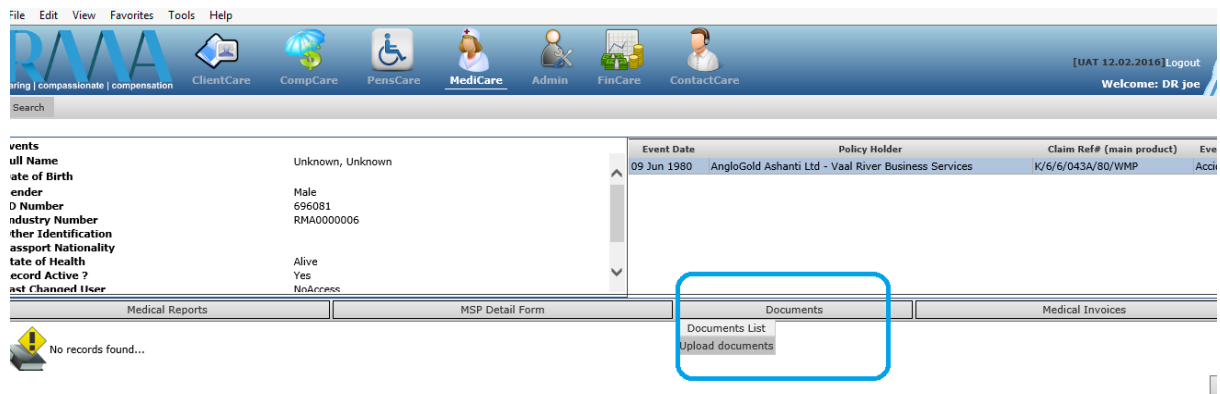 File Edit View Favorites Tools Help
RMA
aring | compassionate | compensation
ClientCare CompCare PensCare MediCare Admin FinCare ContactCare
[UAT 12.02.2016]Logout
Welcome: DR joe
Search
vents
ull Name Unknown, Unknown
ate of Birth
ender Male
D Number 696081
ndustry Number RMA0000006
ther Identification
assport Nationality
tate of Health Alive
ecord Active ? Yes
ast Changed User NoAccess
Event Date Policy Holder Claim Ref# (main product) Eve
09 Jun 1980 AngloGold Ashanti Ltd - Vaal River Business Services K/6/6/043A/80/WMP Accid
Medical Reports MSP Detail Form Documents Medical Invoices
Documents List
Upload documents
No records found...